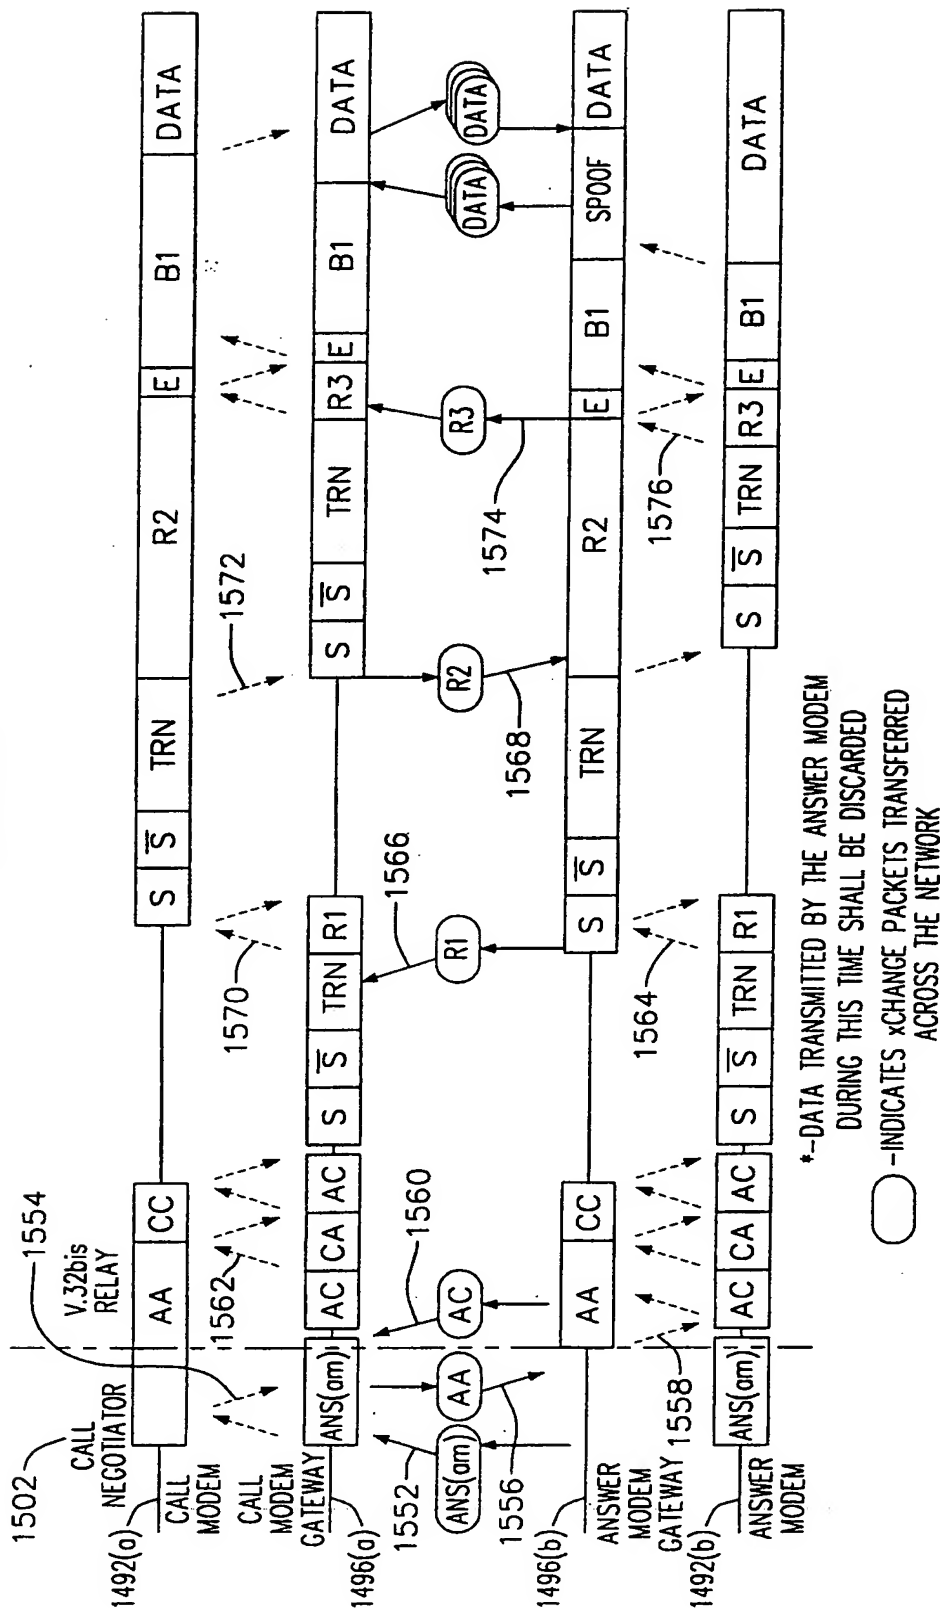 1502
CALL
NEGOTIATOR
V.32bis
RELAY
1554
1492(a)
CALL
MODEM
AA
CC
S
S̅
TRN
R2
E
B1
DATA
1562
1570
1572
CALL
MODEM
GATEWAY
1496(a)
ANS(am)
AC
CA
AC
S
S̅
TRN
R1
S
S̅
TRN
R3
E
B1
DATA
1552
ANS(am)
AA
1556
AC
1560
R1
1566
R2
1568
R3
1574
DATA
DATA
1496(b)
ANSWER
MODEM
GATEWAY
AA
CC
S
S̅
TRN
R2
E
B1
SPOOF
DATA
1558
1564
1576
1492(b)
ANSWER
MODEM
ANS(am)
AC
CA
AC
S
S̅
TRN
R1
S
S̅
TRN
R3
E
B1
DATA
*-DATA TRANSMITTED BY THE ANSWER MODEM
DURING THIS TIME SHALL BE DISCARDED
-INDICATES xCHANGE PACKETS TRANSFERRED
ACROSS THE NETWORK